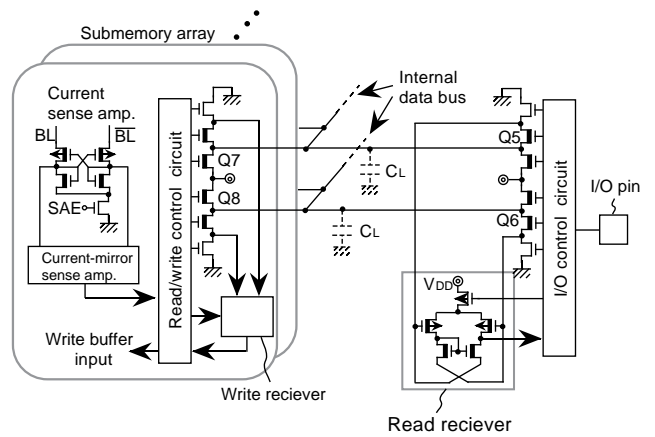 Submemory array
Current
sense amp.
BL
BL
SAE
Current-mirror
sense amp.
Read/write control circuit
Q7
Q8
Write buffer
input
Write reciever
Internal
data bus
CL
CL
Q5
Q6
VDD
I/O control circuit
I/O pin
Read reciever